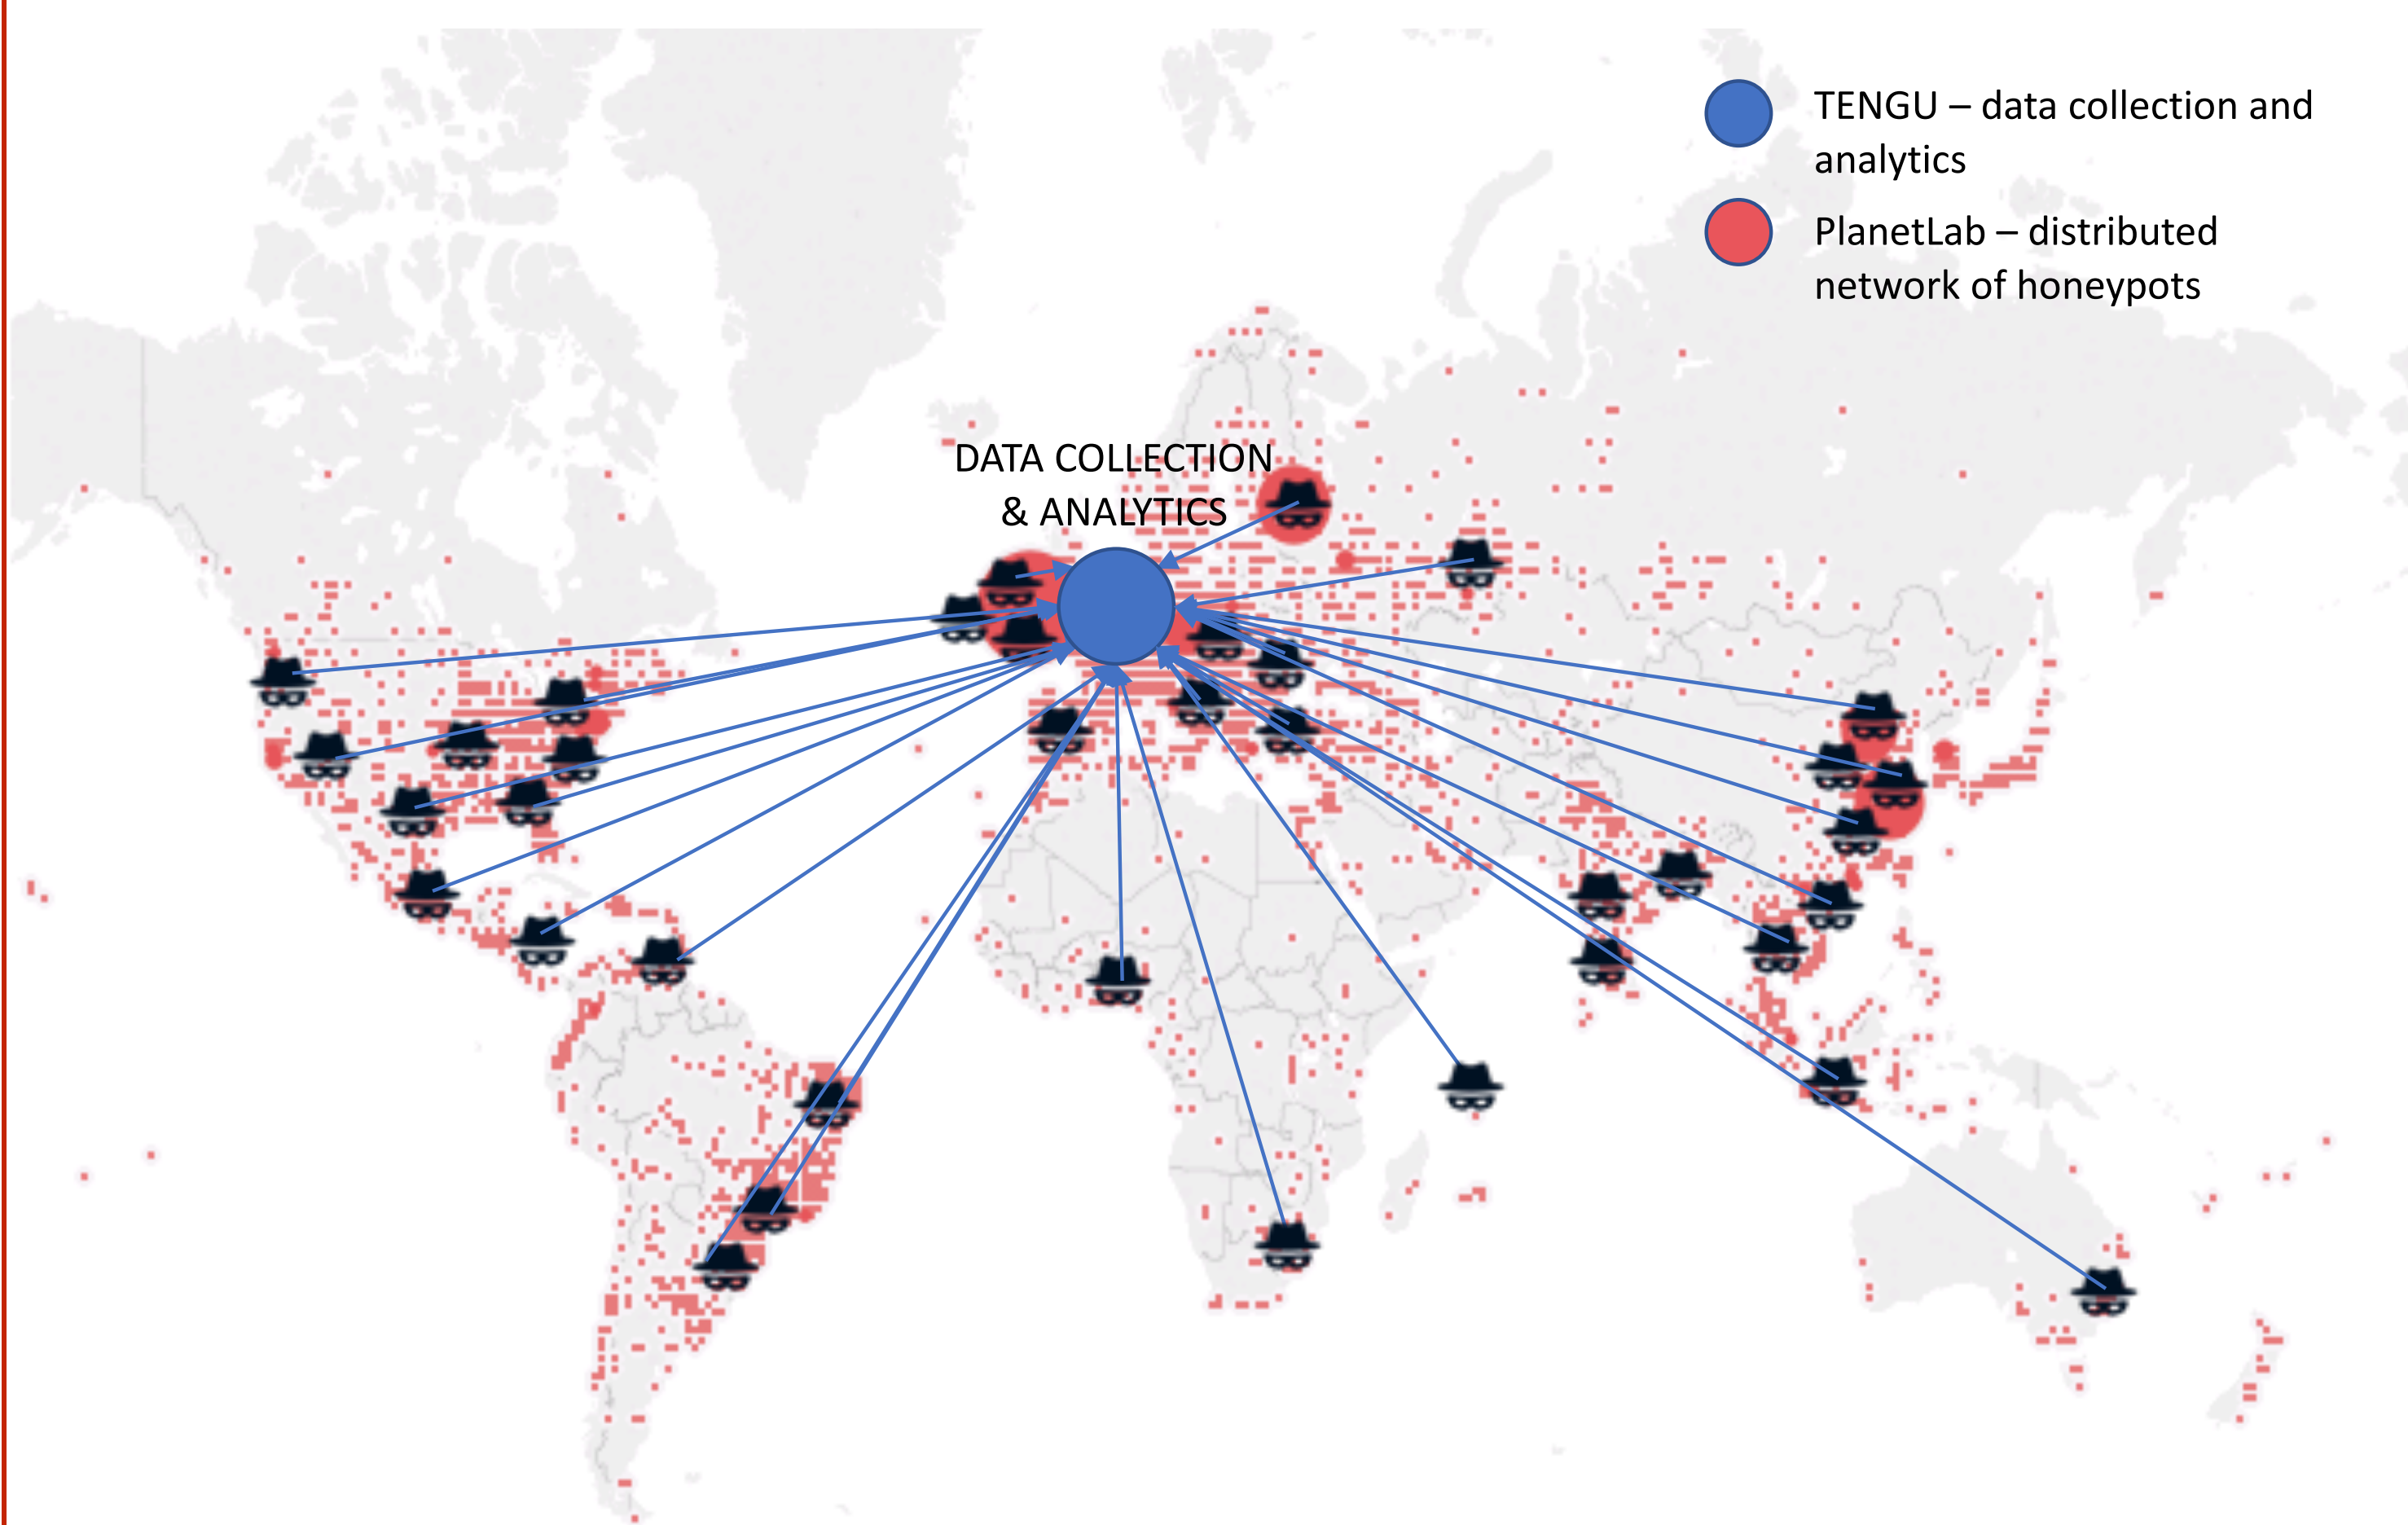 TENGU – data collection and
analytics
PlanetLab – distributed
network of honeypots
DATA COLLECTION
& ANALYTICS